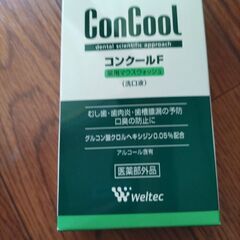 ConCool
dental scientific approach
コンクールF
薬用マウスウォッシュ
(洗口液)
むし歯・歯肉炎・歯槽膿漏の予防
口臭の防止に
グルコン酸クロルヘキシジン0.05%配合
アルコール含有
医薬部外品
Weltec